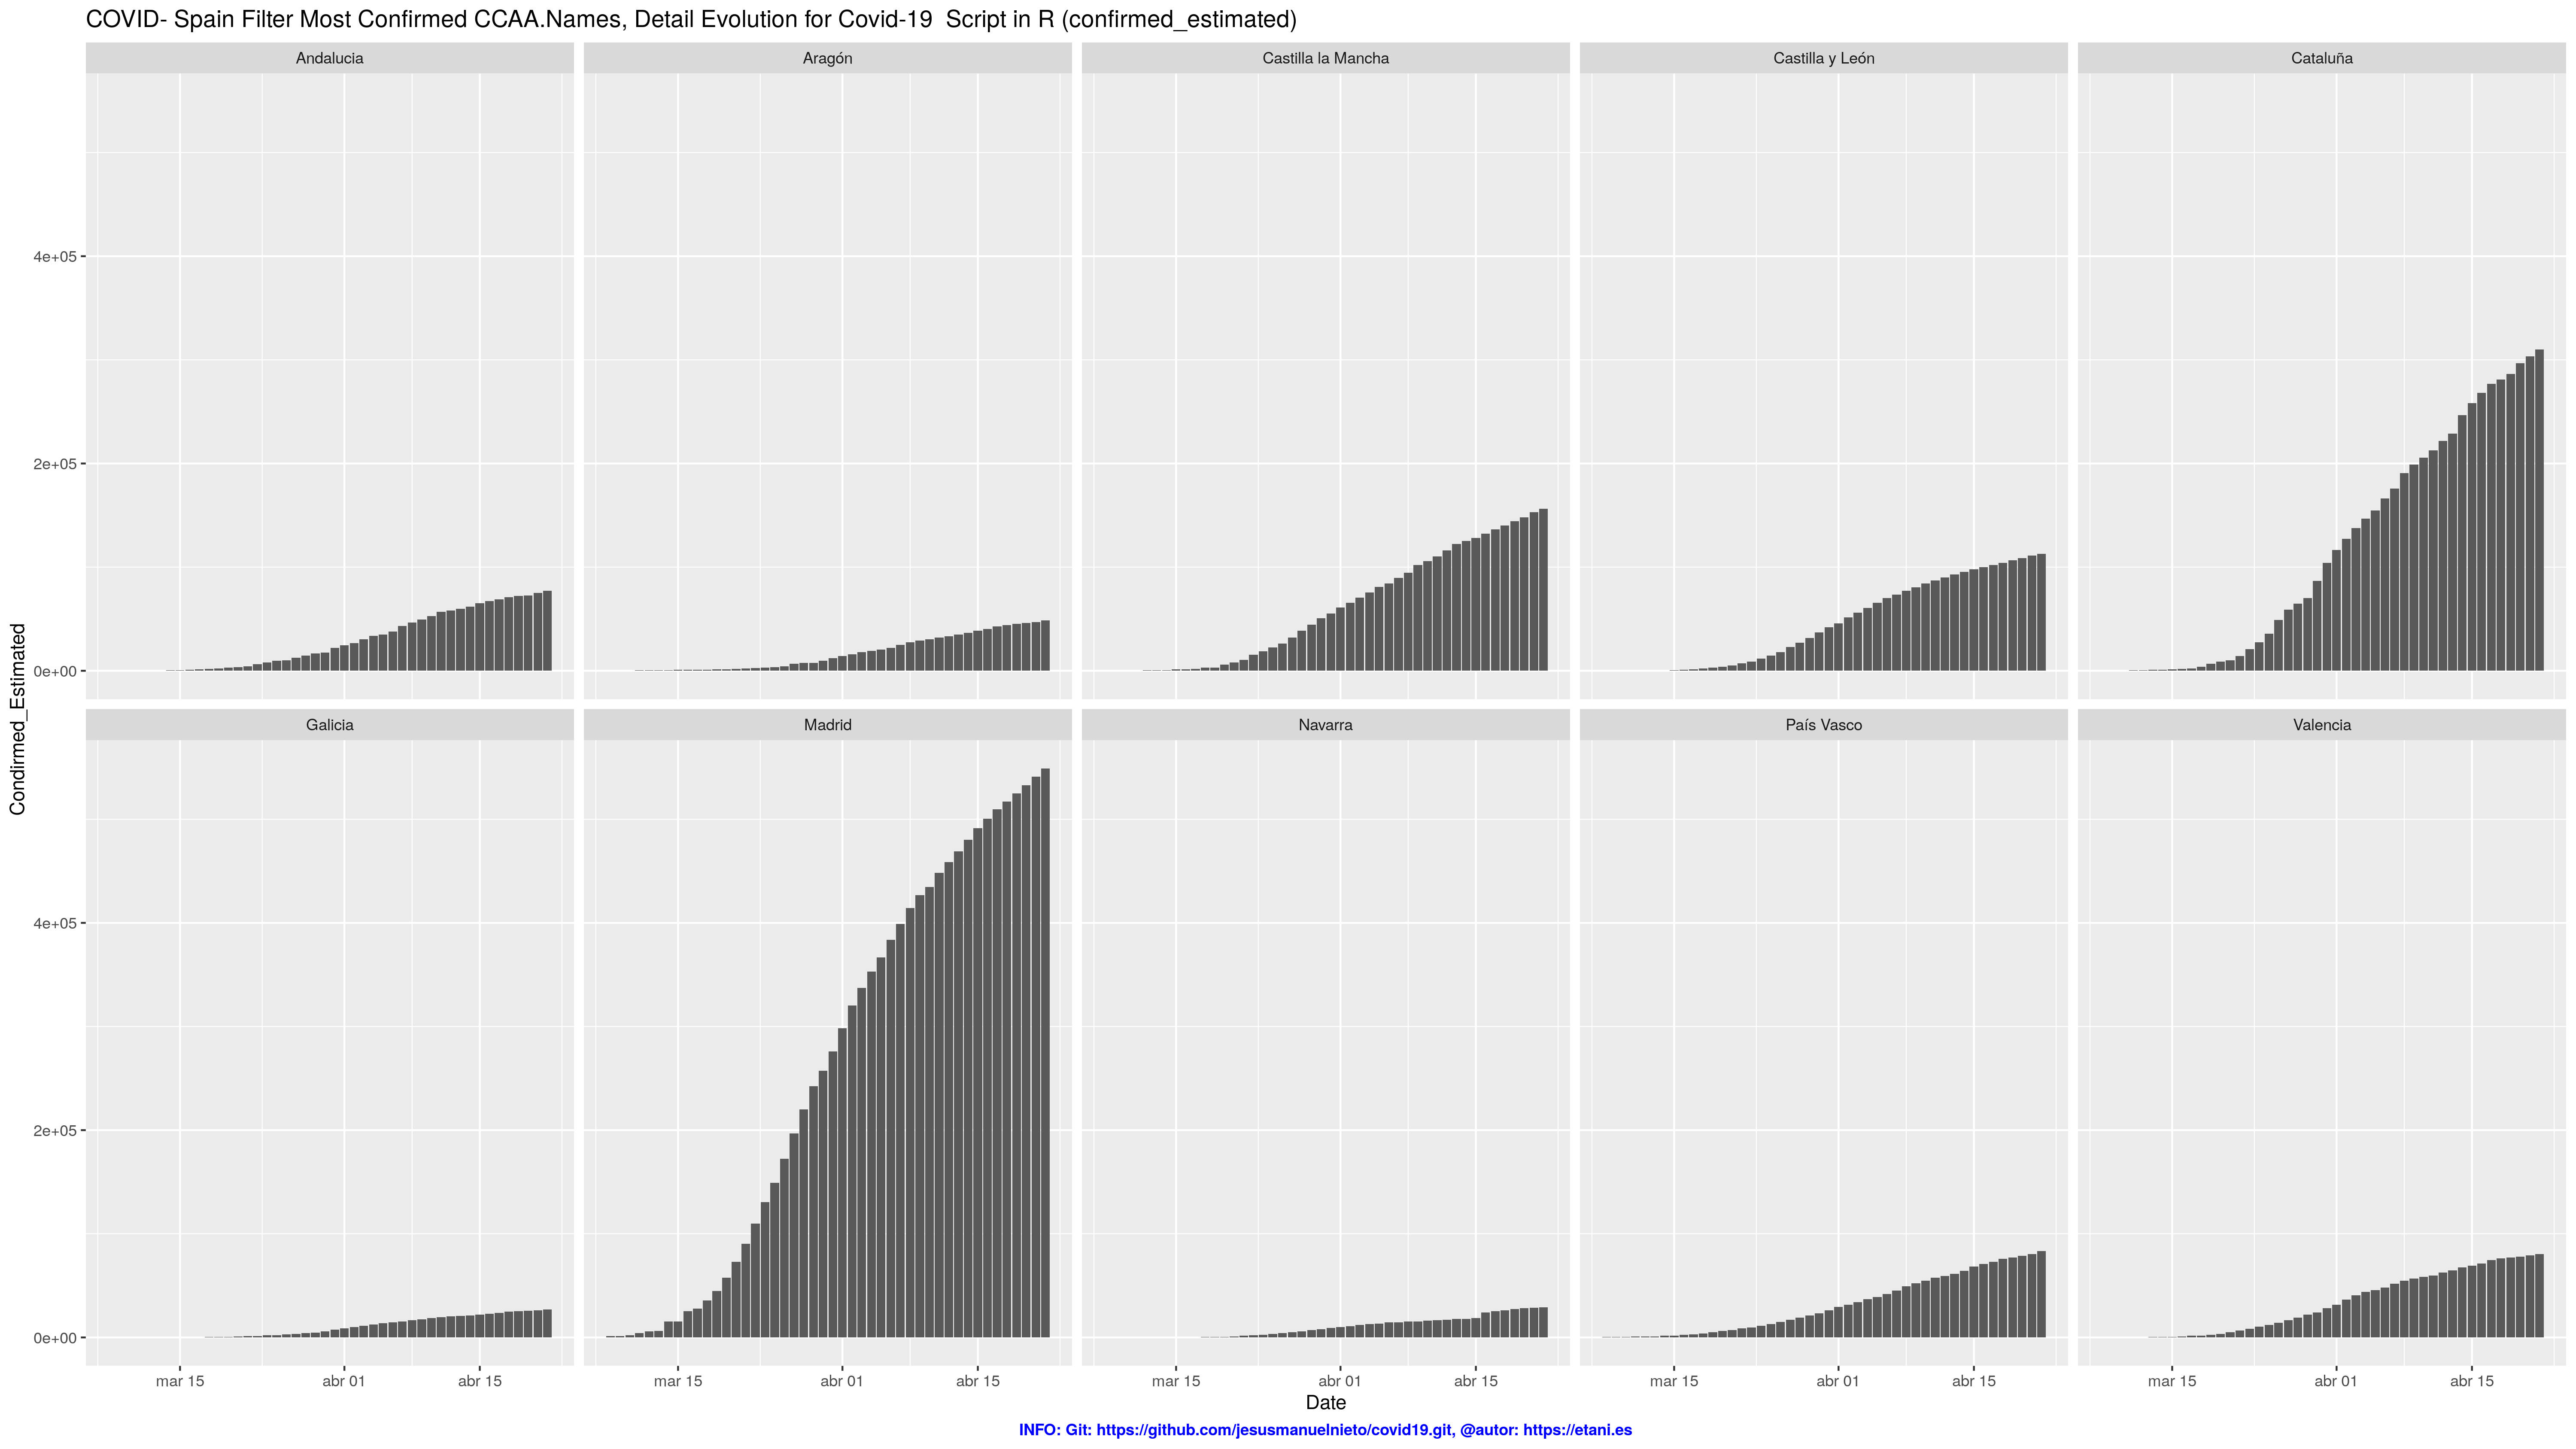 COVID- Spain Filter Most Confirmed CCAA.Names, Detail Evolution for Covid-19  Script in R (confirmed_estimated)
Andalucia
Aragón
Castilla la Mancha
Castilla y León
Cataluña
4e+05
2e+05
0e+00
Condirmed_Estimated
Galicia
Madrid
Navarra
País Vasco
Valencia
4e+05
2e+05
0e+00
mar 15 abr 01 abr 15
mar 15 abr 01 abr 15
mar 15 abr 01 abr 15
mar 15 abr 01 abr 15
mar 15 abr 01 abr 15
Date
INFO: Git: https://github.com/jesusmanuelnieto/covid19.git, @autor: https://etani.es